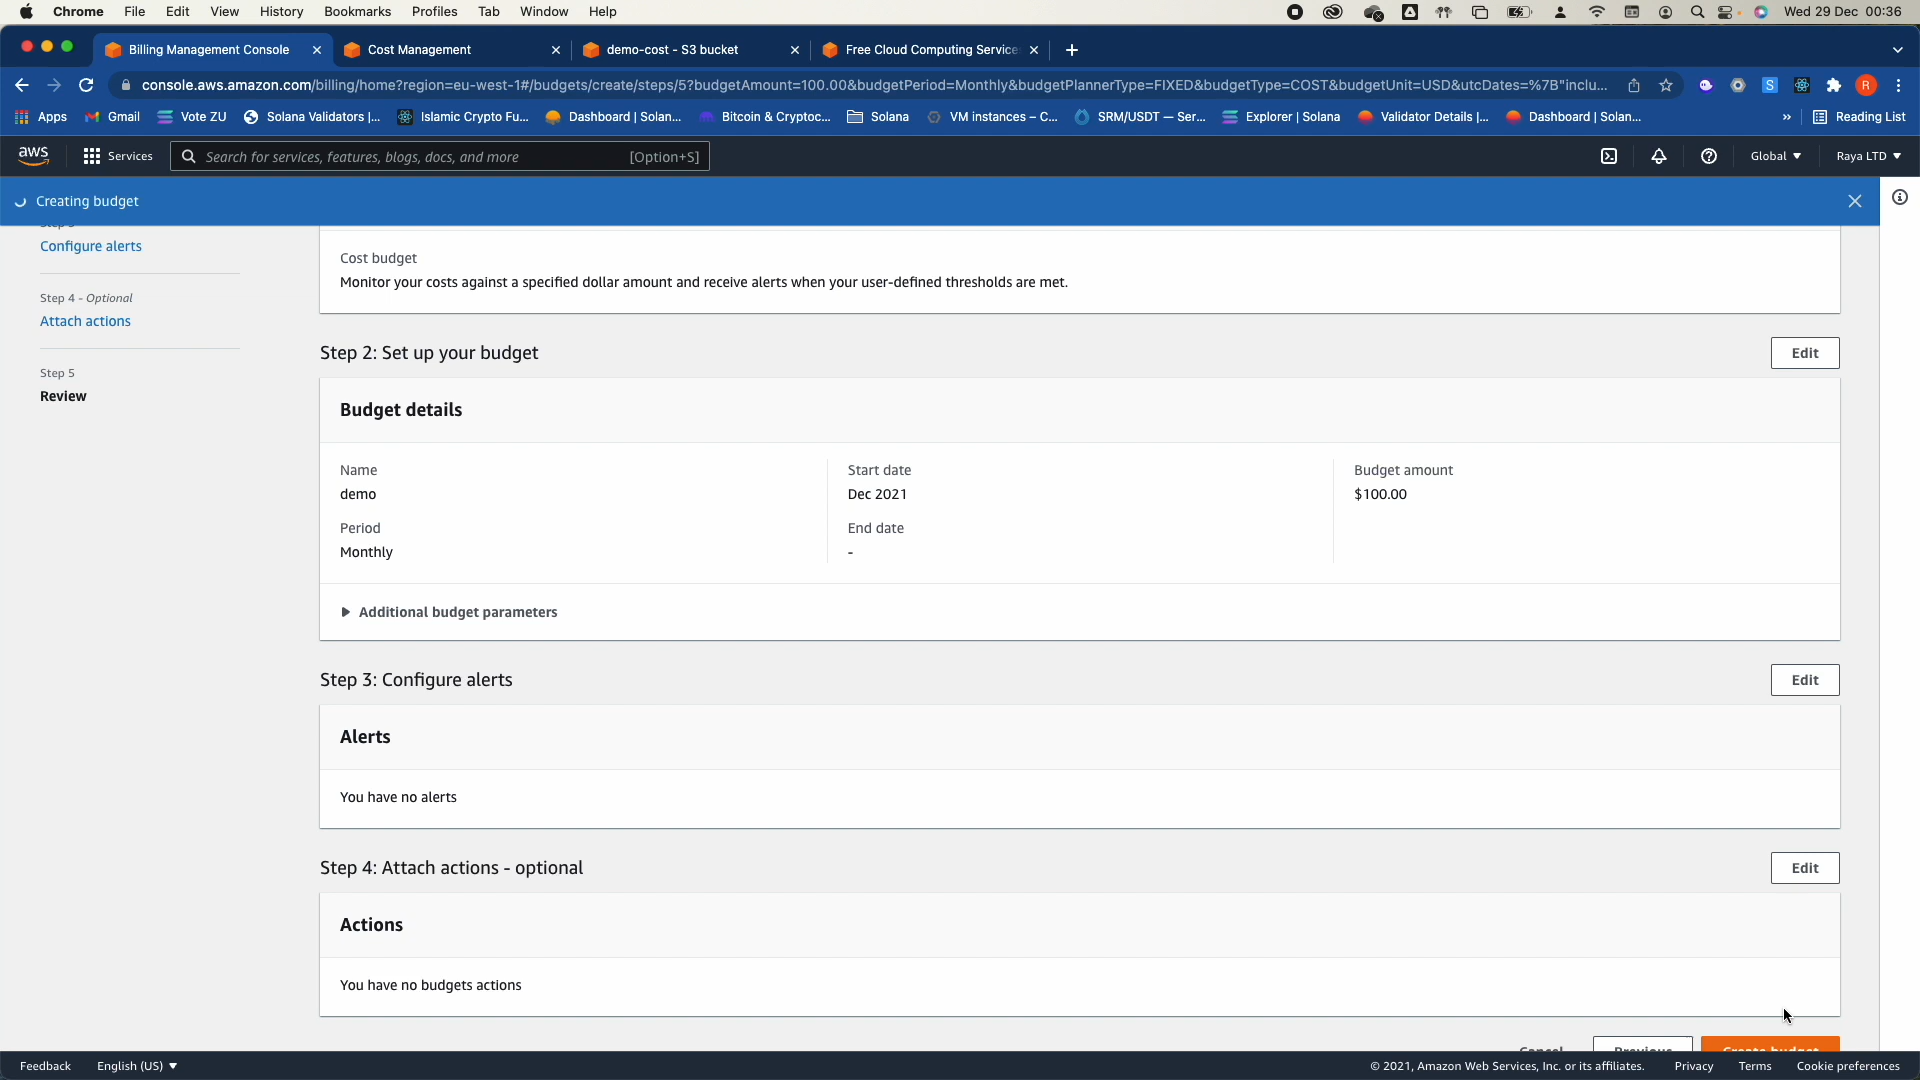 Chrome File Edit View History Bookmarks Profiles Tab Window Help Wed 29 Dec 00:36
Billing Management Console Cost Management demo-cost - S3 bucket Free Cloud Computing Service
console.aws.amazon.com/billing/home?region=eu-west-1#/budgets/create/steps/5?budgetAmount=100.00&budgetPeriod=Monthly&budgetPlannerType=FIXED&budgetType=COST&budgetUnit=USD&utcDates=%7B"inclu... S R
Apps Gmail Vote ZU Solana Validators |... Islamic Crypto Fu... Dashboard | Solan... Bitcoin & Cryptoc... Solana VM instances – C... SRM/USDT — Ser... Explorer | Solana Validator Details |... Dashboard | Solan... » Reading List
aws Services Search for services, features, blogs, docs, and more [Option+S] Global Raya LTD
Creating budget
Configure alerts
Step 4 - Optional
Attach actions
Step 5
Review
Cost budget
Monitor your costs against a specified dollar amount and receive alerts when your user-defined thresholds are met.
Step 2: Set up your budget Edit
Budget details
Name Start date Budget amount
demo Dec 2021 $100.00
Period End date
Monthly -
Additional budget parameters
Step 3: Configure alerts Edit
Alerts
You have no alerts
Step 4: Attach actions - optional Edit
Actions
You have no budgets actions
Cancel Previous Create budget
Feedback English (US) © 2021, Amazon Web Services, Inc. or its affiliates. Privacy Terms Cookie preferences